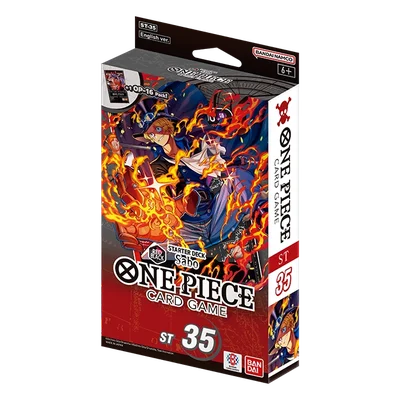 ST-35
English ver.
BANDAI NAMCO
6+
+1 OP-16 Pack!
STARTER DECK
Sabo
ONE PIECE
CARD GAME
ST 35
BANDAI
ONE PIECE
CARD GAME
ST
35
BANDAI